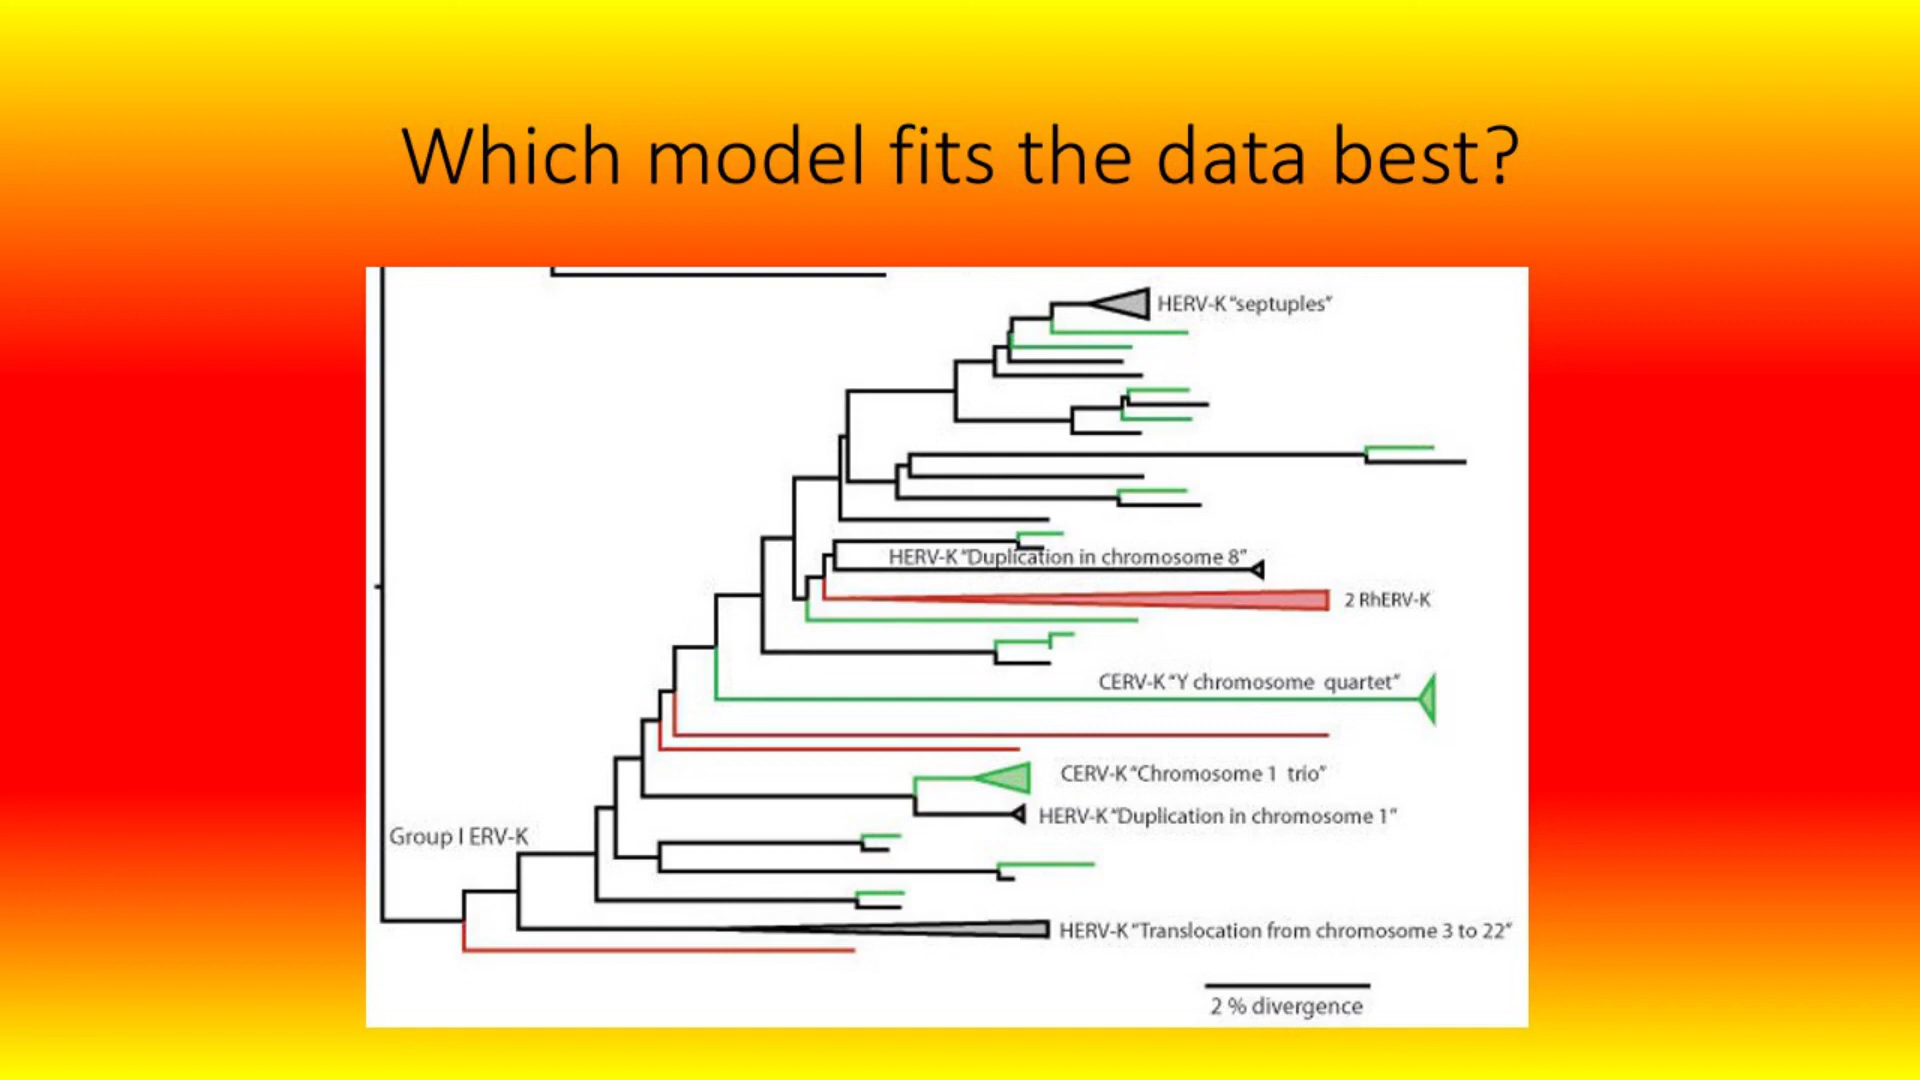 Which model fits the data best?
HERV-K “septuples”
HERV-K “Duplication in chromosome 8”
2 RhERV-K
CERV-K “Y chromosome quartet”
CERV-K “Chromosome 1 trio”
HERV-K “Duplication in chromosome 1”
Group I ERV-K
HERV-K “Translocation from chromosome 3 to 22”
2 % divergence